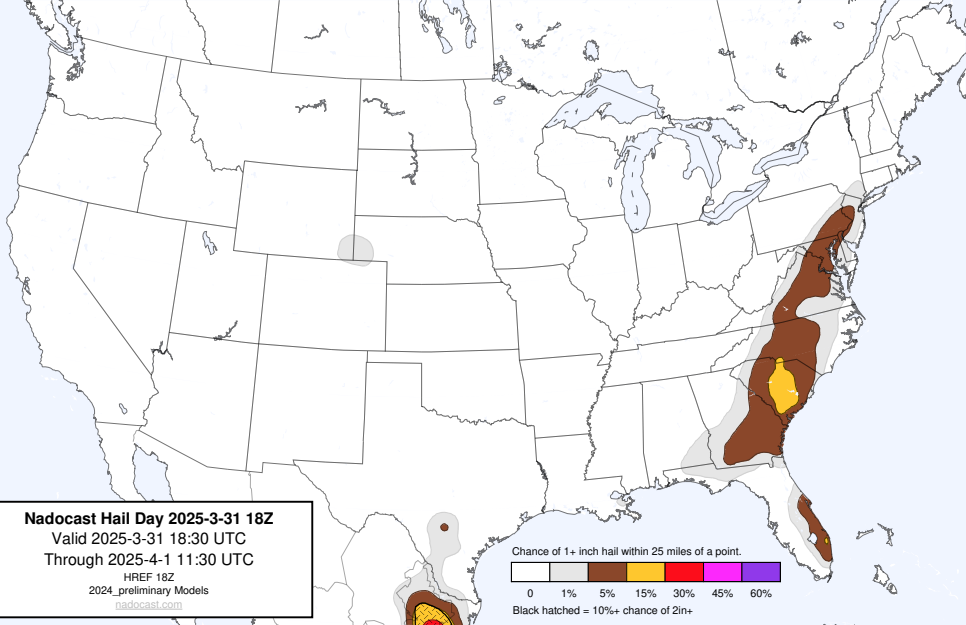 Nadocast Hail Day 2025-3-31 18Z
Valid 2025-3-31 18:30 UTC
Through 2025-4-1 11:30 UTC
HREF 18Z
2024_preliminary Models
nadocast.com
Chance of 1+ inch hail within 25 miles of a point.
0 1% 5% 15% 30% 45% 60%
Black hatched = 10%+ chance of 2in+